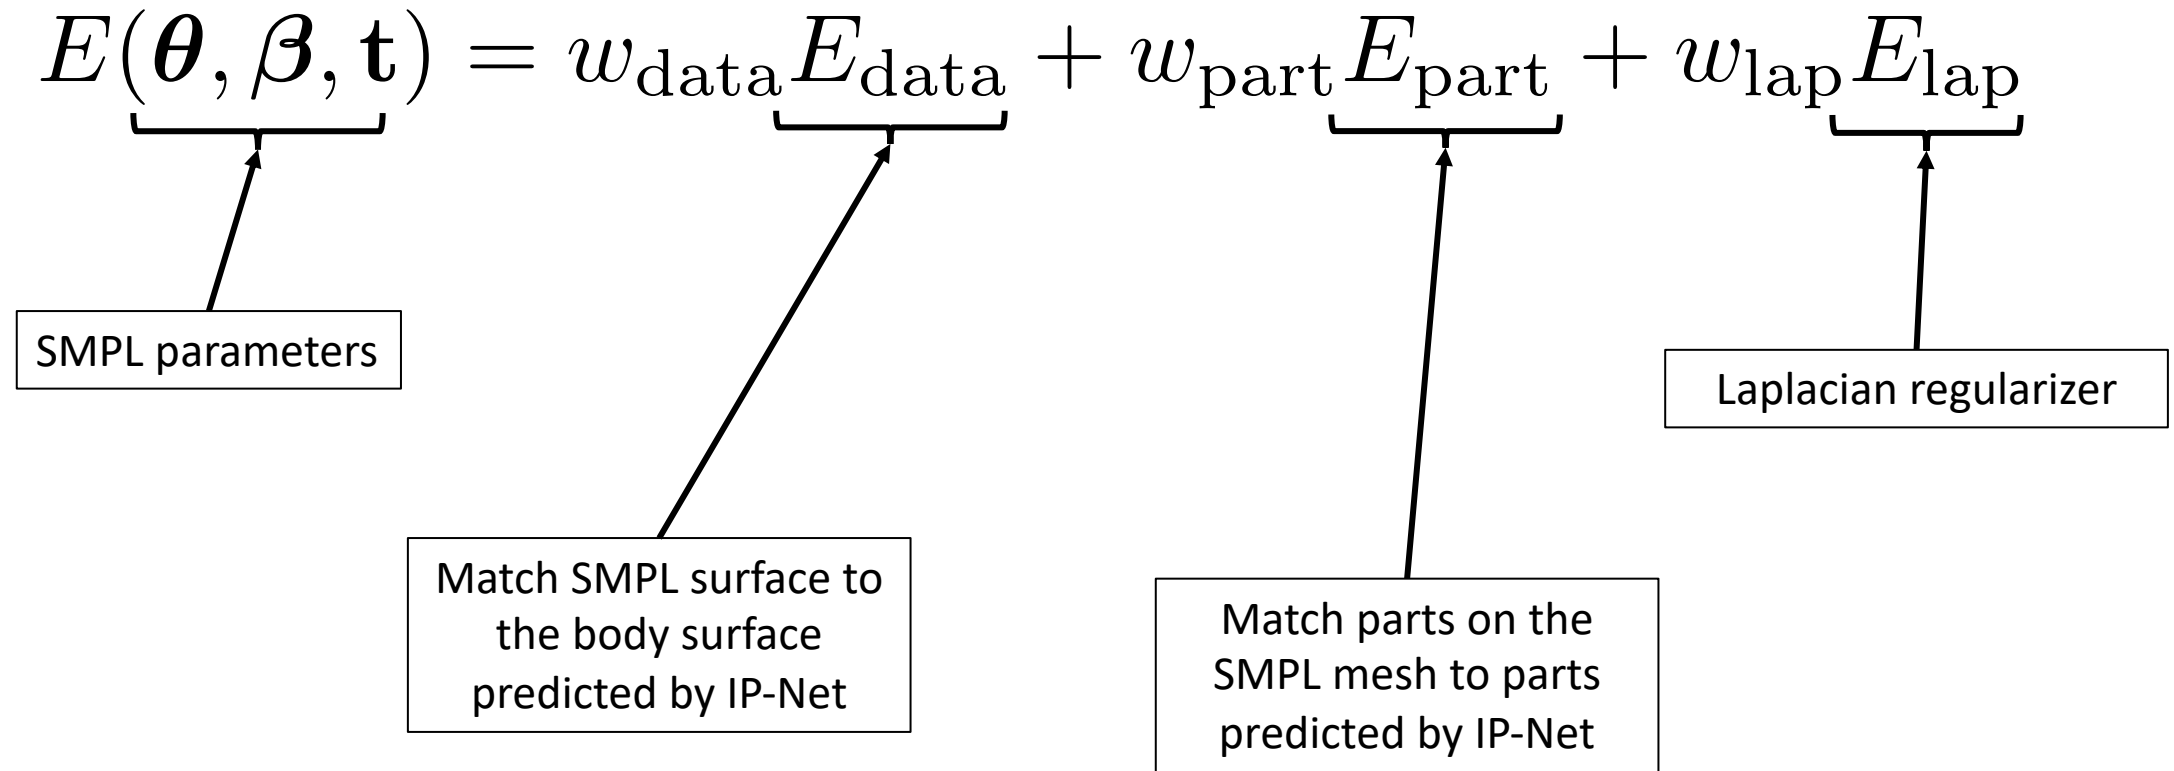 E(θ, β, t) = w_data E_data + w_part E_part + w_lap E_lap
SMPL parameters
Laplacian regularizer
Match SMPL surface to
the body surface
predicted by IP-Net
Match parts on the
SMPL mesh to parts
predicted by IP-Net